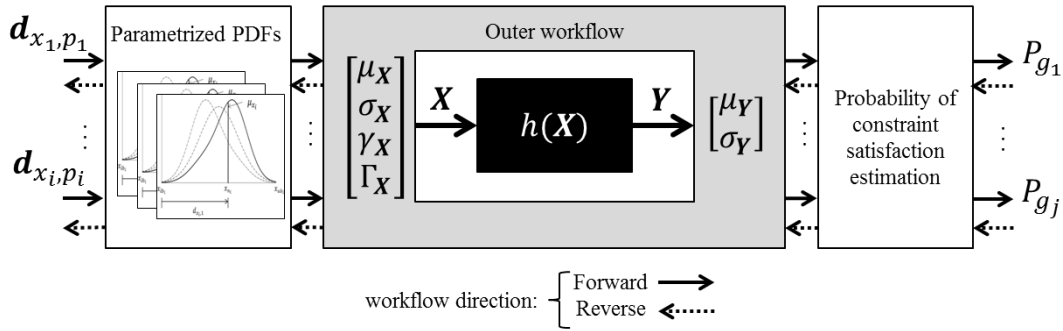 d_{x_1,p_1}
Parametrized PDFs
d_{x_i,p_i}
Outer workflow
μ_X
σ_X
γ_X
Γ_X
X
h(X)
Y
μ_Y
σ_Y
Probability of
constraint
satisfaction
estimation
P_{g_1}
P_{g_j}
workflow direction:
Forward
Reverse